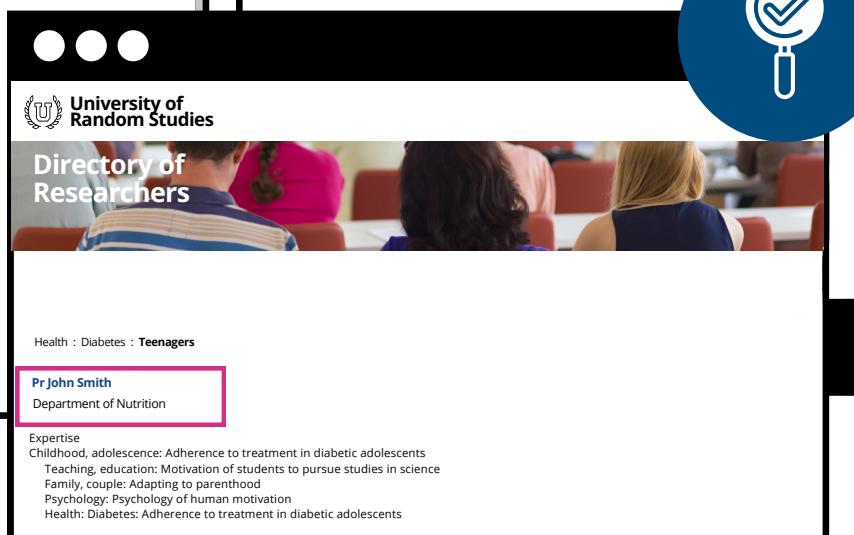 University of
Random Studies
Directory of
Researchers
Health : Diabetes : Teenagers
Pr John Smith
Department of Nutrition
Expertise
Childhood, adolescence: Adherence to treatment in diabetic adolescents
Teaching, education: Motivation of students to pursue studies in science
Family, couple: Adapting to parenthood
Psychology: Psychology of human motivation
Health: Diabetes: Adherence to treatment in diabetic adolescents